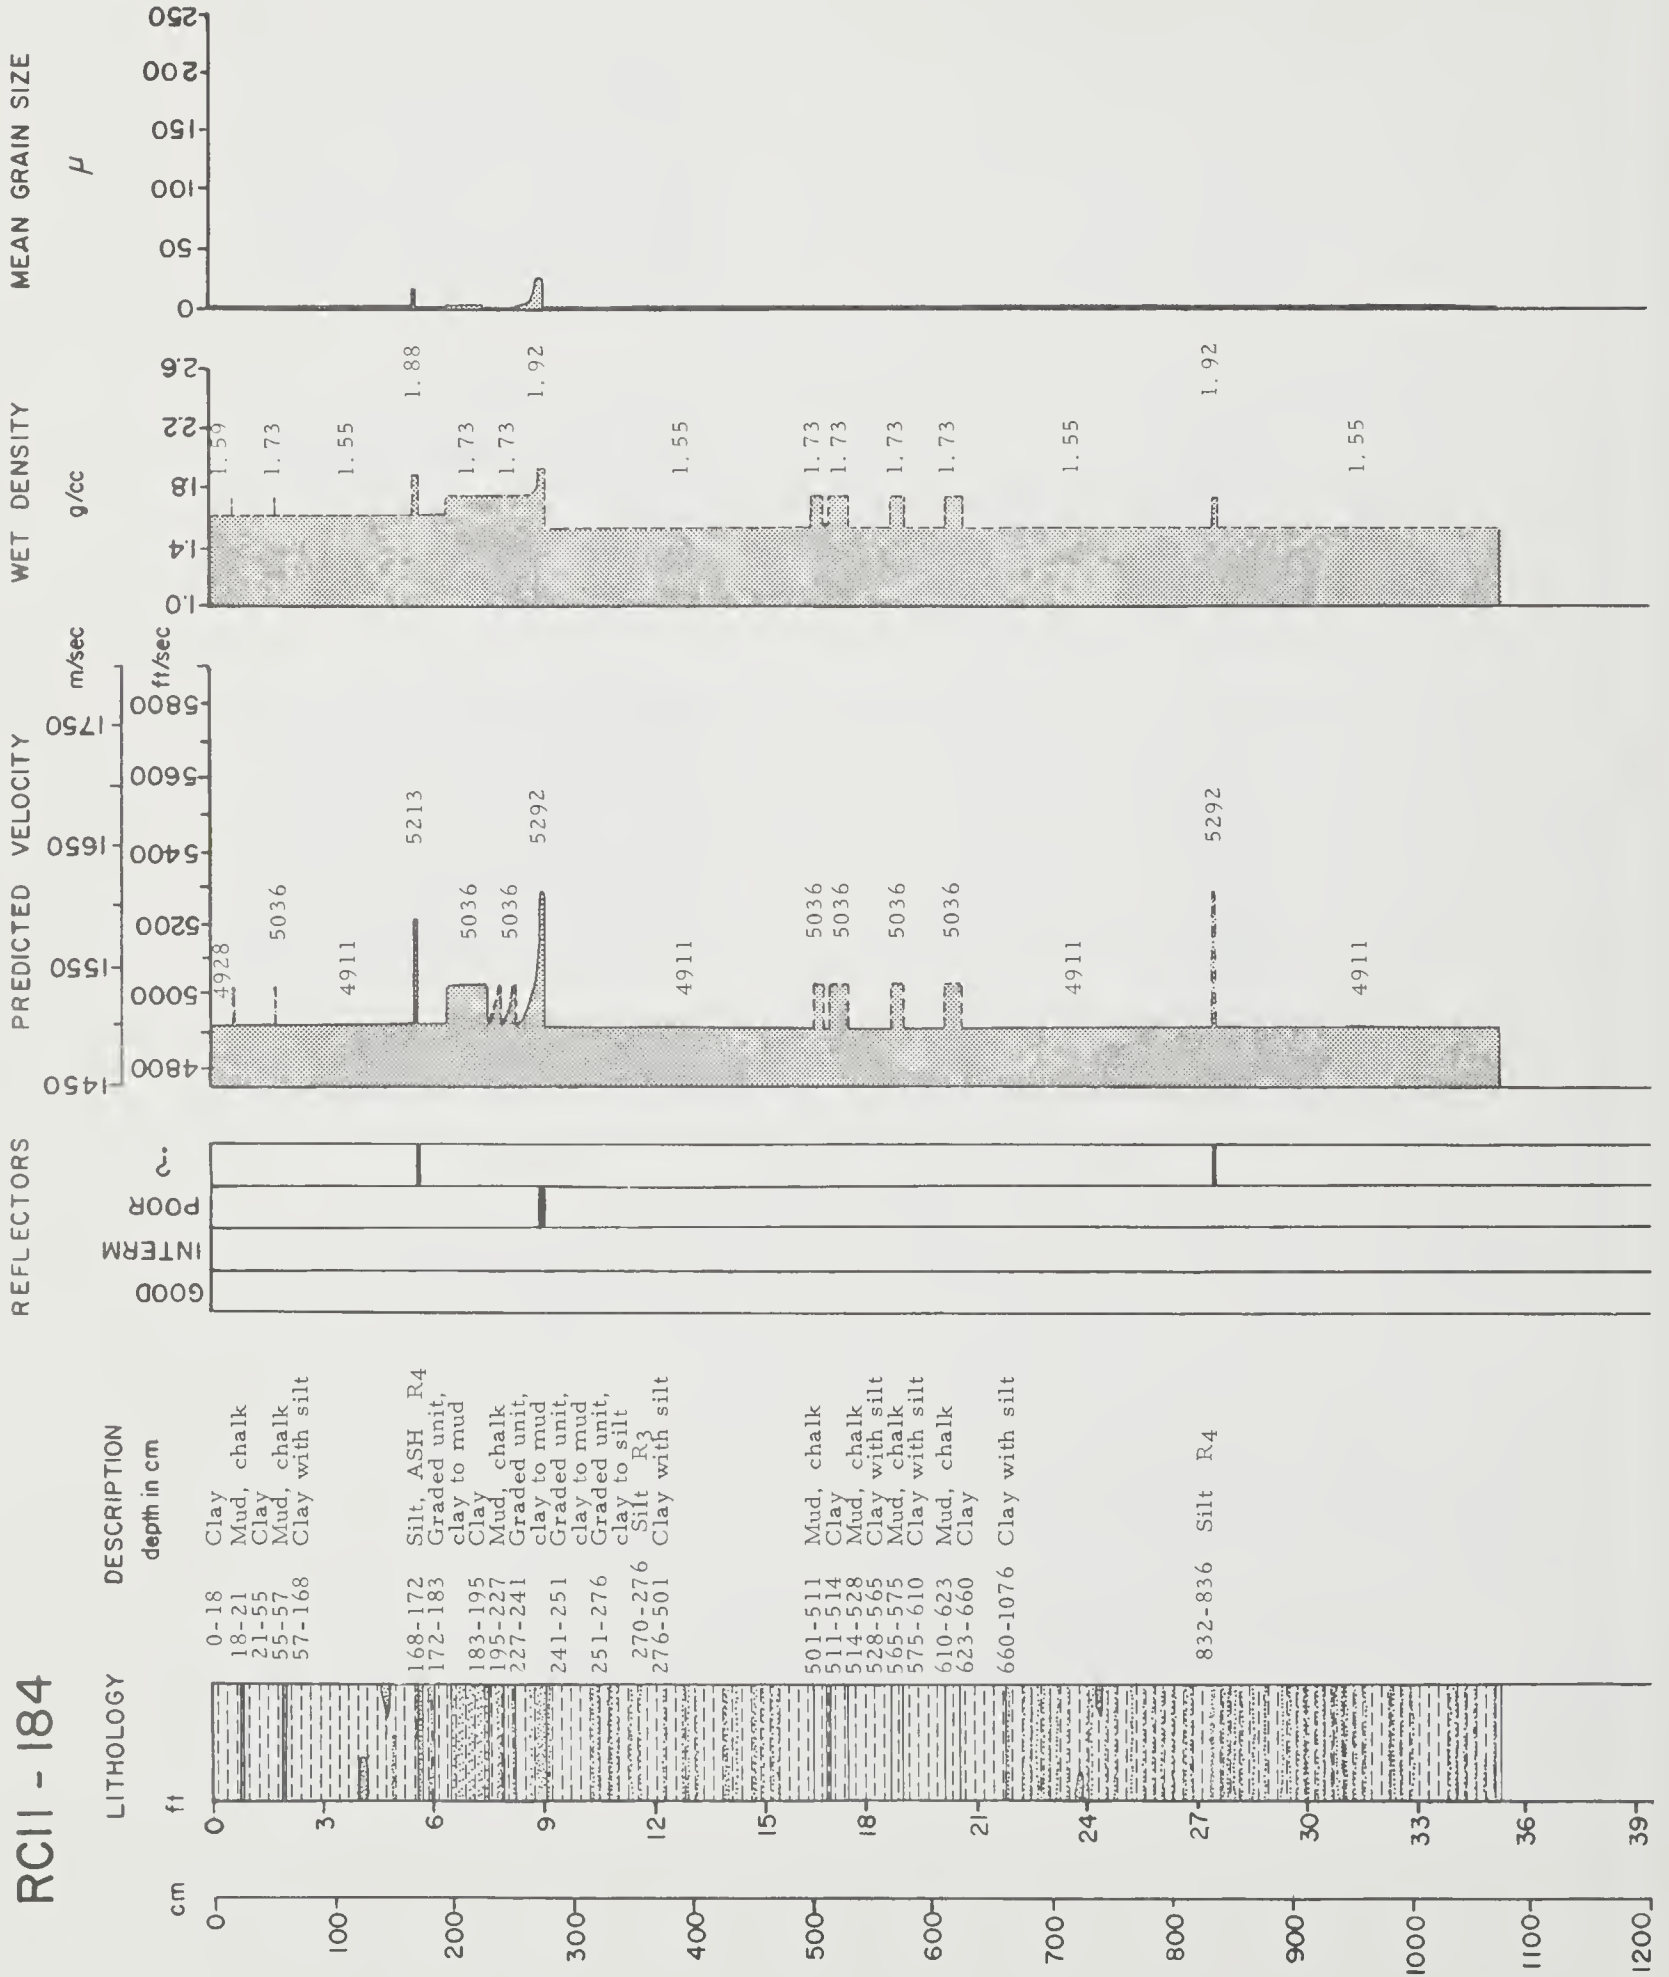 RC11 - 184
cm
0
100
200
300
400
500
600
700
800
900
1000
1100
1200
LITHOLOGY
ft
0
3
6
9
12
15
18
21
24
27
30
33
36
39
DESCRIPTION
depth in cm
0-18 Clay
18-21 Mud, chalk
21-55 Clay
55-57 Mud, chalk
57-168 Clay with silt
168-172 Silt, ASH R4
172-183 Graded unit,
clay to mud
183-195 Clay
195-227 Mud, chalk
227-241 Graded unit,
clay to mud
241-251 Graded unit,
clay to mud
251-276 Graded unit,
clay to silt
270-276 Silt R3
276-501 Clay with silt
501-511 Mud, chalk
511-514 Clay
514-528 Mud, chalk
528-565 Clay with silt
565-575 Mud, chalk
575-610 Clay with silt
610-623 Mud, chalk
623-660 Clay
660-1076 Clay with silt
832-836 Silt R4
REFLECTORS
GOOD
INTERM
POOR
?
PREDICTED VELOCITY
m/sec
1450
1550
1650
1750
ft/sec
4800
5000
5200
5400
5600
5800
4928
5036
4911
5213
5036
5036
5292
4911
5036
5036
5036
5036
4911
5292
4911
WET DENSITY
g/cc
1.0
1.4
1.8
2.2
2.6
1.59
1.73
1.55
1.88
1.73
1.73
1.92
1.55
1.73
1.73
1.73
1.73
1.55
1.92
1.55
MEAN GRAIN SIZE
μ
0
50
100
150
200
250